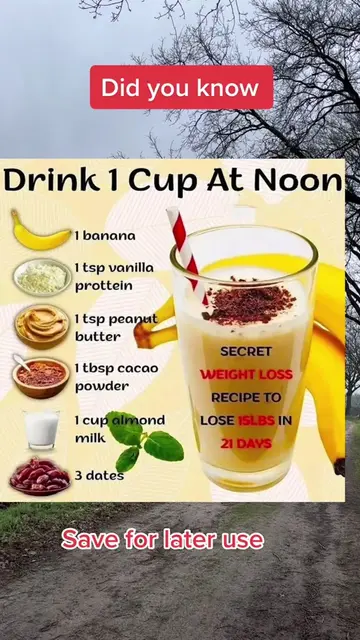 Did you know
Drink 1 Cup At Noon
1 banana
1 tsp vanilla
prottein
1 tsp peanut
butter
1 tbsp cacao
powder
1 cup almond
milk
3 dates
SECRET
WEIGHT LOSS
RECIPE TO
LOSE 15LBS IN
21 DAYS
Save for later use